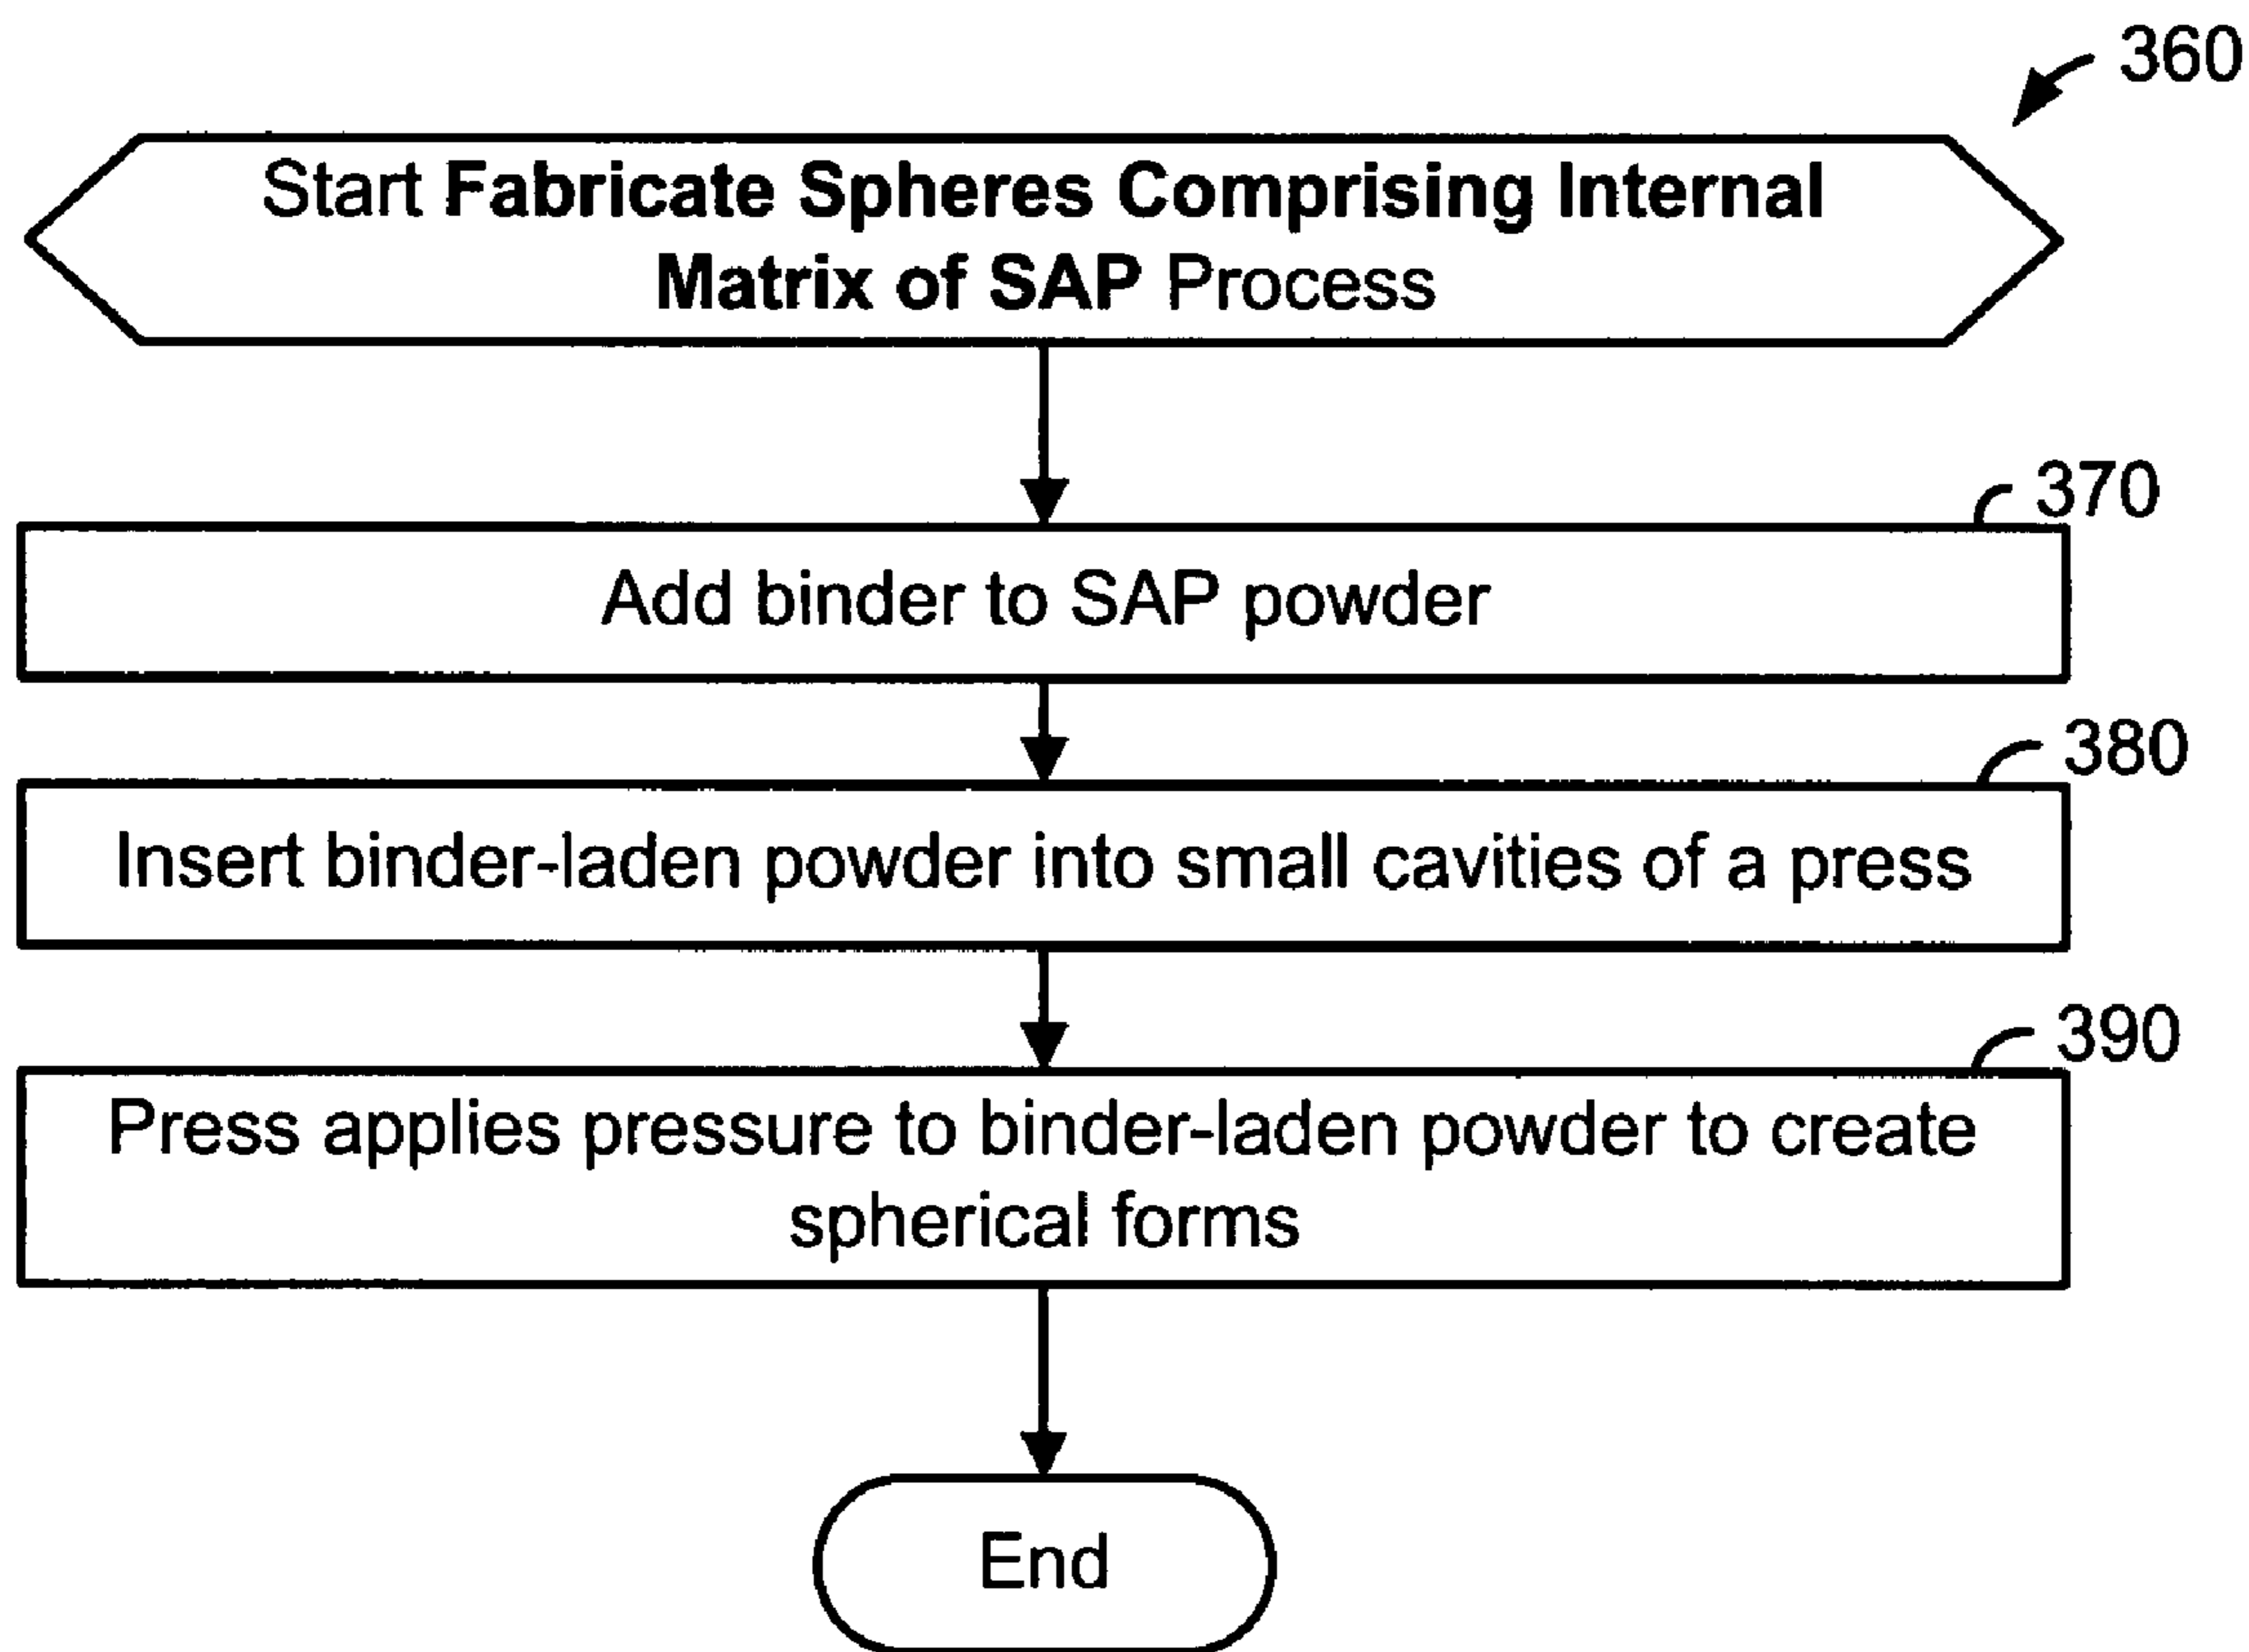 360
Start Fabricate Spheres Comprising Internal
Matrix of SAP Process
370
Add binder to SAP powder
380
Insert binder-laden powder into small cavities of a press
390
Press applies pressure to binder-laden powder to create
spherical forms
End